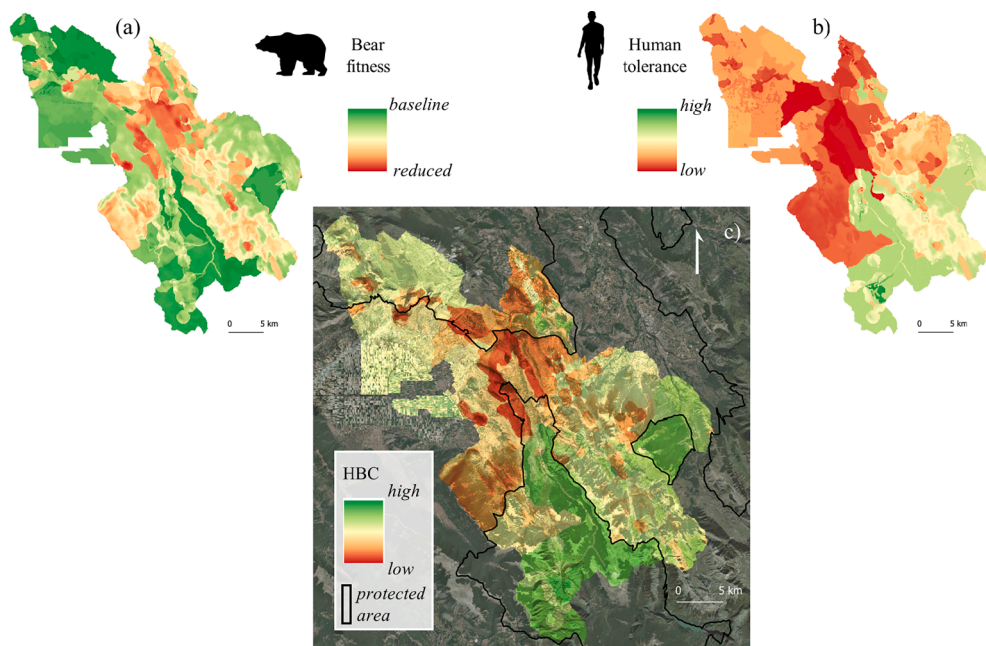 (a)
Bear
fitness
baseline
reduced
0 5 km
Human
tolerance
high
low
b)
0 5 km
c)
HBC
high
low
protected
area
0 5 km